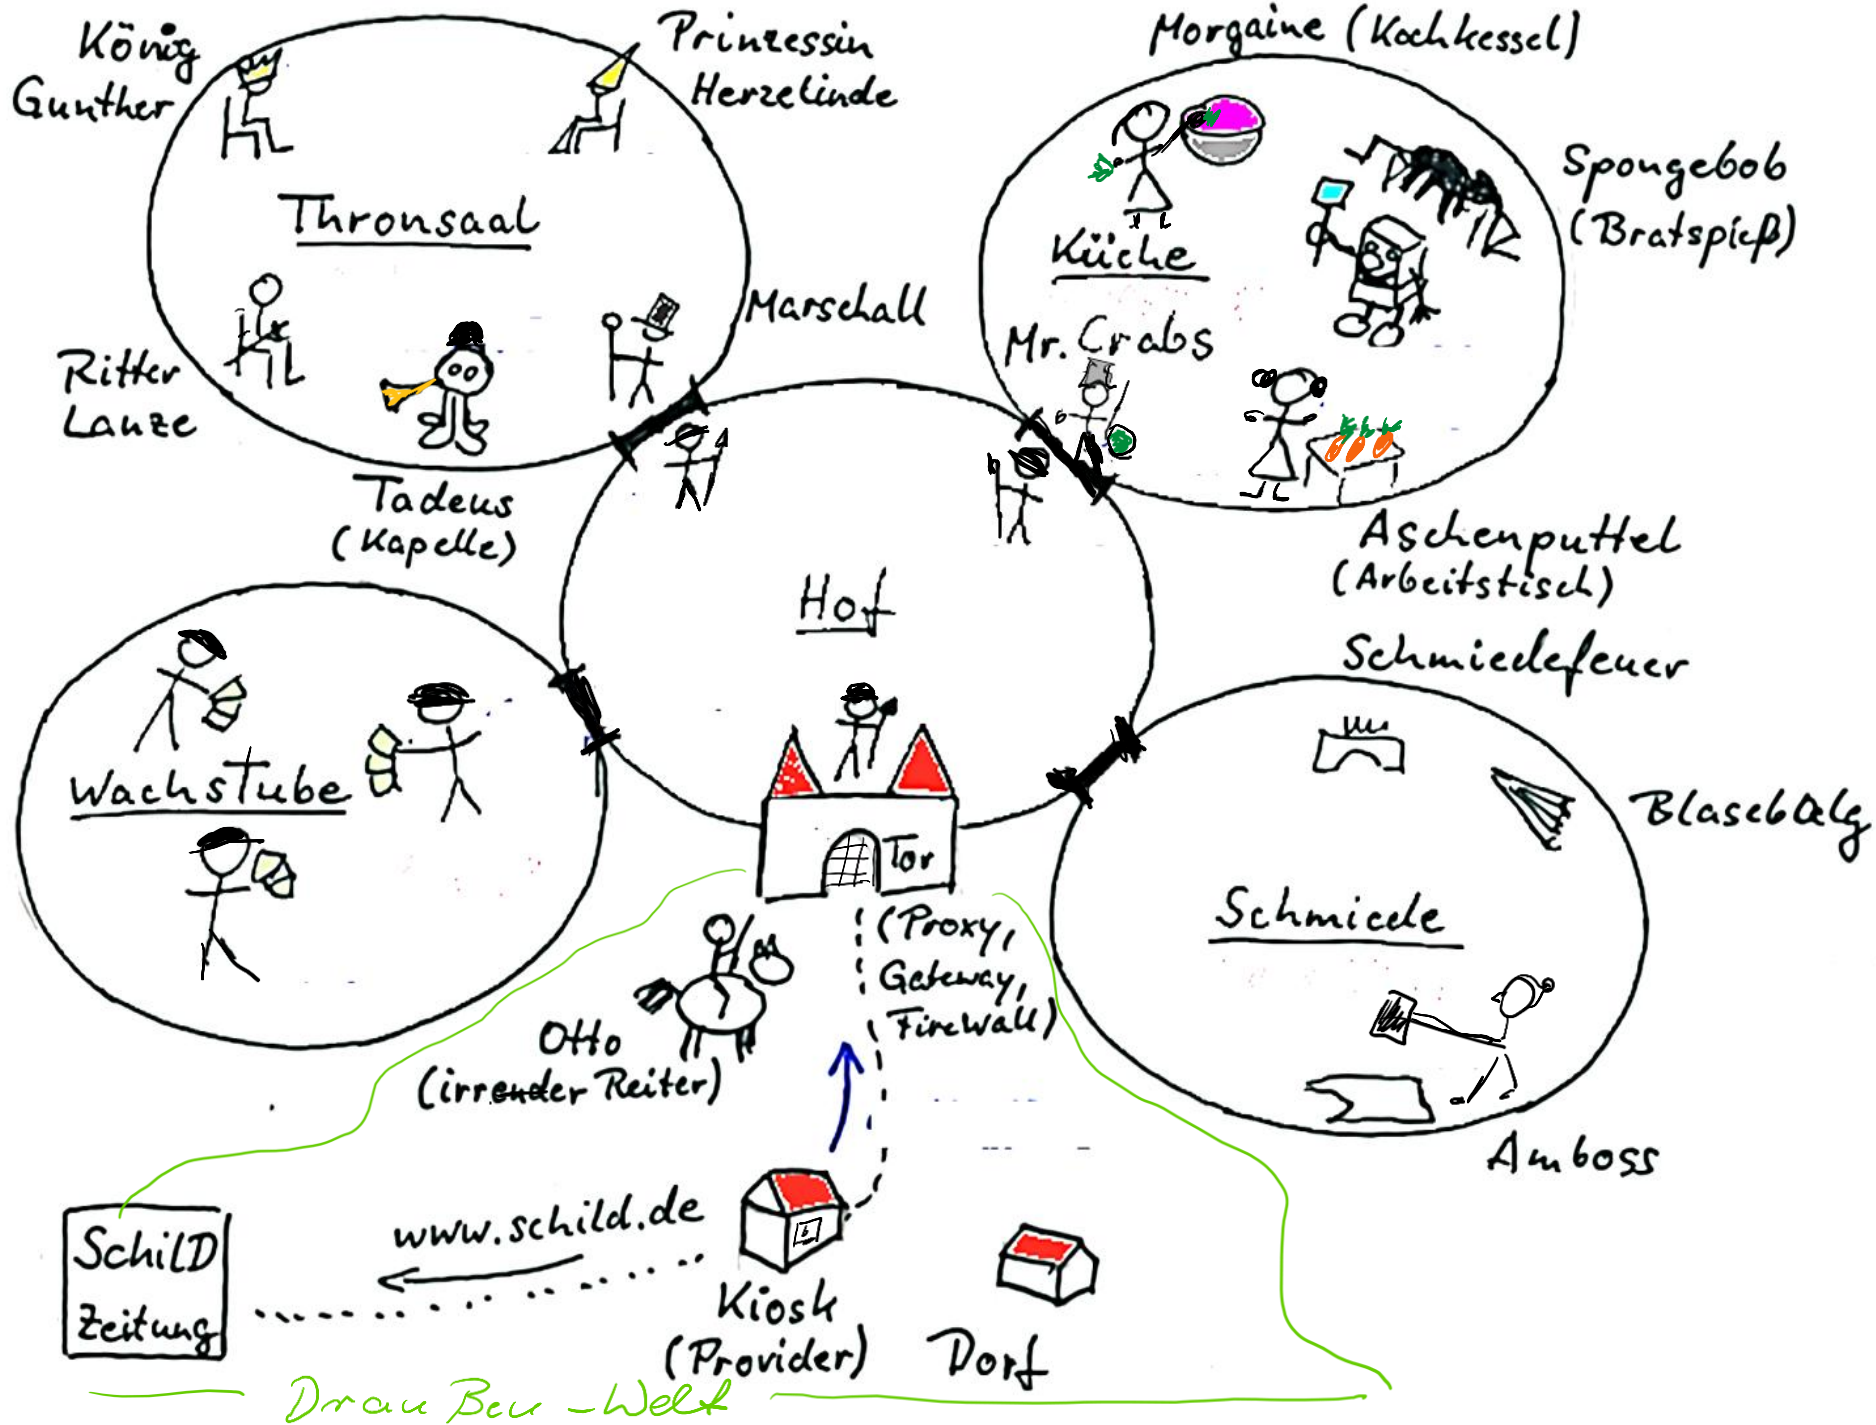 König
Gunther
Prinzessin
Herzelinde
Thronsaal
Marschall
Ritter
Lanze
Tadeus
(Kapelle)
Morgaine (Kochkessel)
Spongebob
(Bratspieß)
Küche
Mr. Crabs
Aschenputtel
(Arbeitstisch)
Hof
Wachstube
Schmiedefeuer
Blasebalg
Schmiede
Amboss
Tor
(Proxy,
Gateway,
Firewall)
Otto
(irrender Reiter)
www.schild.de
SchilD
Zeitung
Kiosk
(Provider)
Dorf
Draußen-Welt